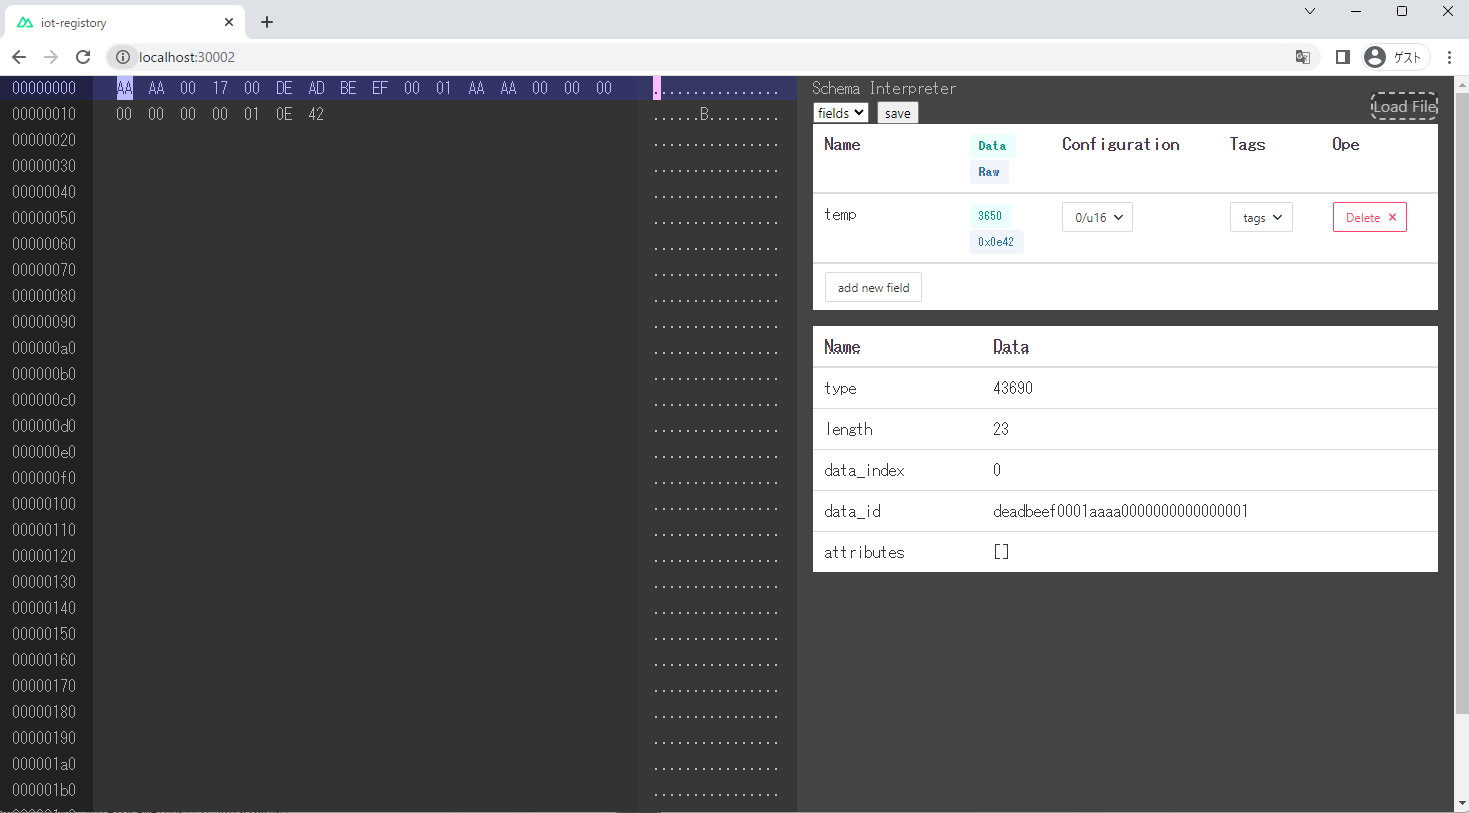 iot-registory
localhost:30002
ゲスト
00000000 AA AA 00 17 00 DE AD BE EF 00 01 AA AA 00 00 00 ................
00000010 00 00 00 00 01 0E 42 ......B.........
00000020 ................
00000030 ................
00000040 ................
00000050 ................
00000060 ................
00000070 ................
00000080 ................
00000090 ................
000000a0 ................
000000b0 ................
000000c0 ................
000000d0 ................
000000e0 ................
000000f0 ................
00000100 ................
00000110 ................
00000120 ................
00000130 ................
00000140 ................
00000150 ................
00000160 ................
00000170 ................
00000180 ................
00000190 ................
000001a0 ................
000001b0 ................
Schema Interpreter
Load File
fields save
Name Data Configuration Tags Ope
Raw
temp 3650 0/u16 tags Delete ×
0x0e42
add new field
Name Data
type 43690
length 23
data_index 0
data_id deadbeef0001aaaa0000000000000001
attributes []